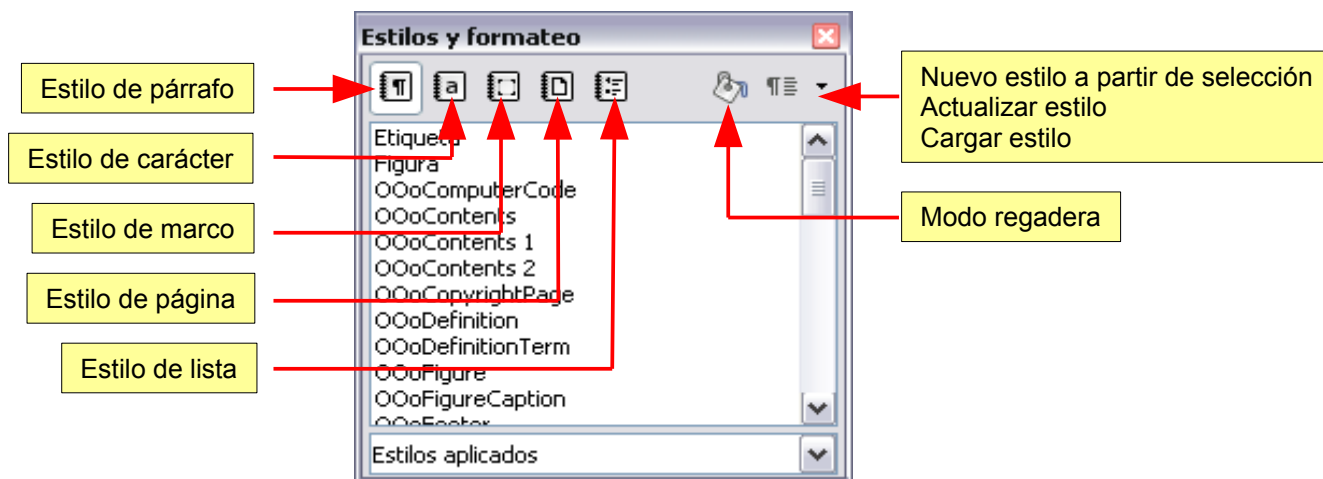 Estilos y formateo
Estilo de párrafo
Estilo de carácter
Estilo de marco
Estilo de página
Estilo de lista
Nuevo estilo a partir de selección
Actualizar estilo
Cargar estilo
Modo regadera
Etiqueta
Figura
OOoComputerCode
OOoContents
OOoContents 1
OOoContents 2
OOoCopyrightPage
OOoDefinition
OOoDefinitionTerm
OOoFigure
OOoFigureCaption
OOoFooter
Estilos aplicados